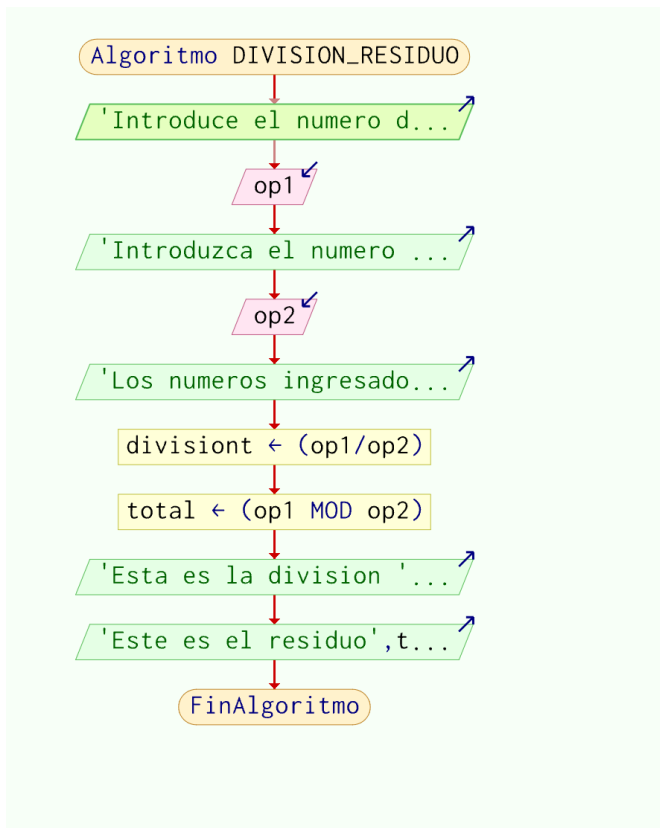 Algoritmo DIVISION_RESIDUO
'Introduce el numero d...
op1
'Introduzca el numero ...
op2
'Los numeros ingresado...
divisiont ← (op1/op2)
total ← (op1 MOD op2)
'Esta es la division '...
'Este es el residuo',t...
FinAlgoritmo